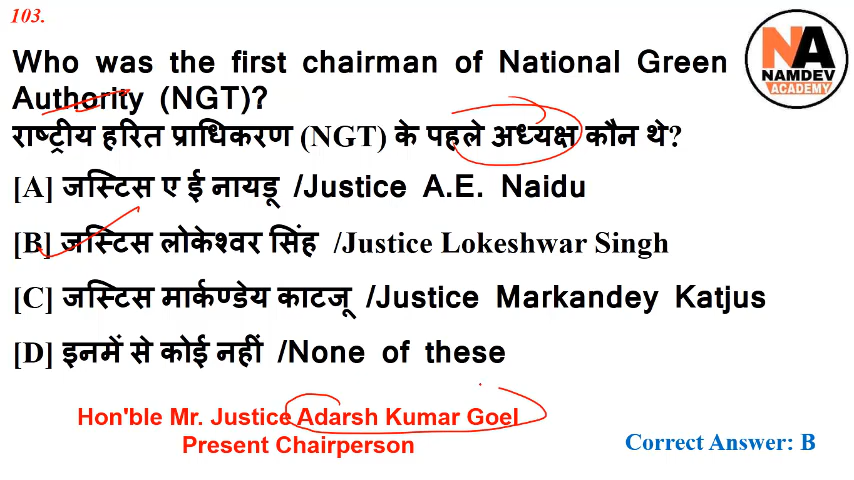 103.
NA
NAMDEV
ACADEMY
Who was the first chairman of National Green
Authority (NGT)?
राष्ट्रीय हरित प्राधिकरण (NGT) के पहले अध्यक्ष कौन थे?
[A] जस्टिस ए ई नायडू /Justice A.E. Naidu
[B] जस्टिस लोकेश्वर सिंह /Justice Lokeshwar Singh
[C] जस्टिस मार्कण्डेय काटजू /Justice Markandey Katjus
[D] इनमें से कोई नहीं /None of these
Hon'ble Mr. Justice Adarsh Kumar Goel
Present Chairperson
Correct Answer: B